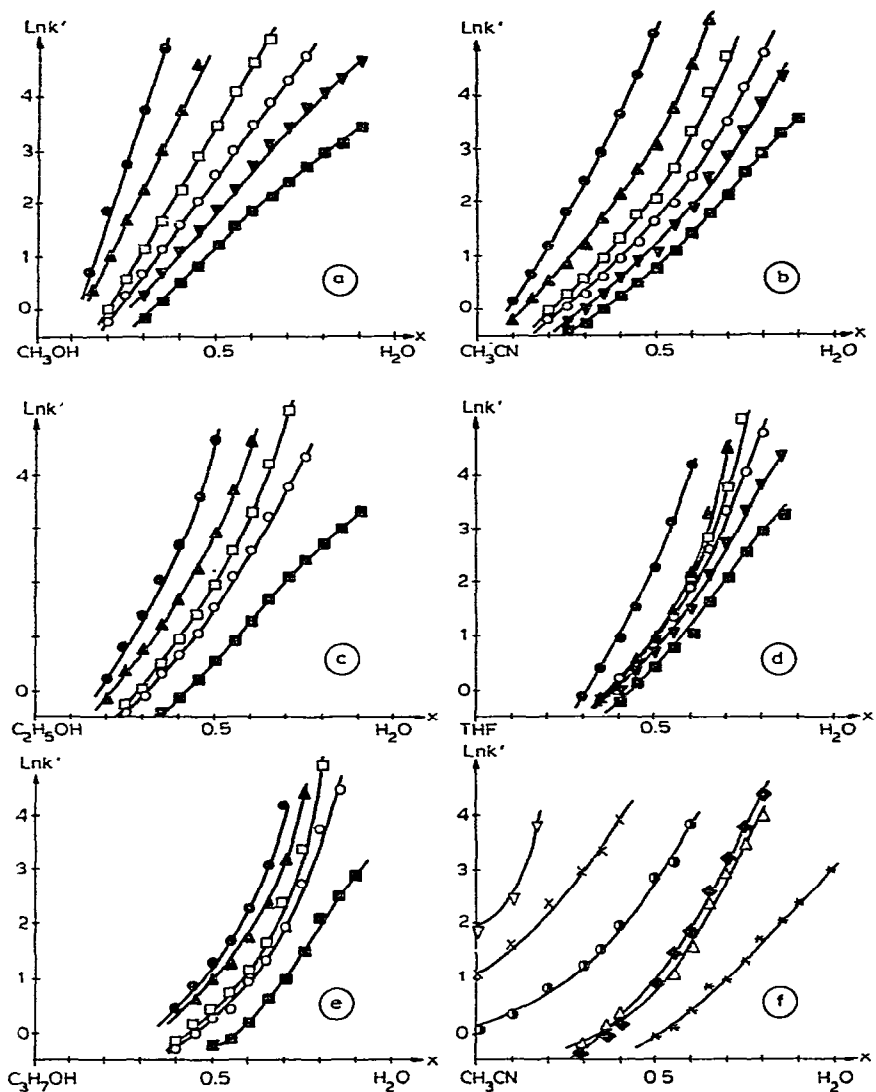 Lnk'
4
3
2
1
0
a
x
CH₃OH 0.5 H₂O
Lnk'
4
3
2
1
0
b
x
CH₃CN 0.5 H₂O
Lnk'
4
0
c
x
C₂H₅OH 0.5 H₂O
Lnk'
4
3
2
1
0
d
x
THF 0.5 H₂O
Lnk'
4
3
2
1
0
e
x
C₃H₇OH 0.5 H₂O
Lnk'
4
3
2
1
0
f
x
CH₃CN 0.5 H₂O